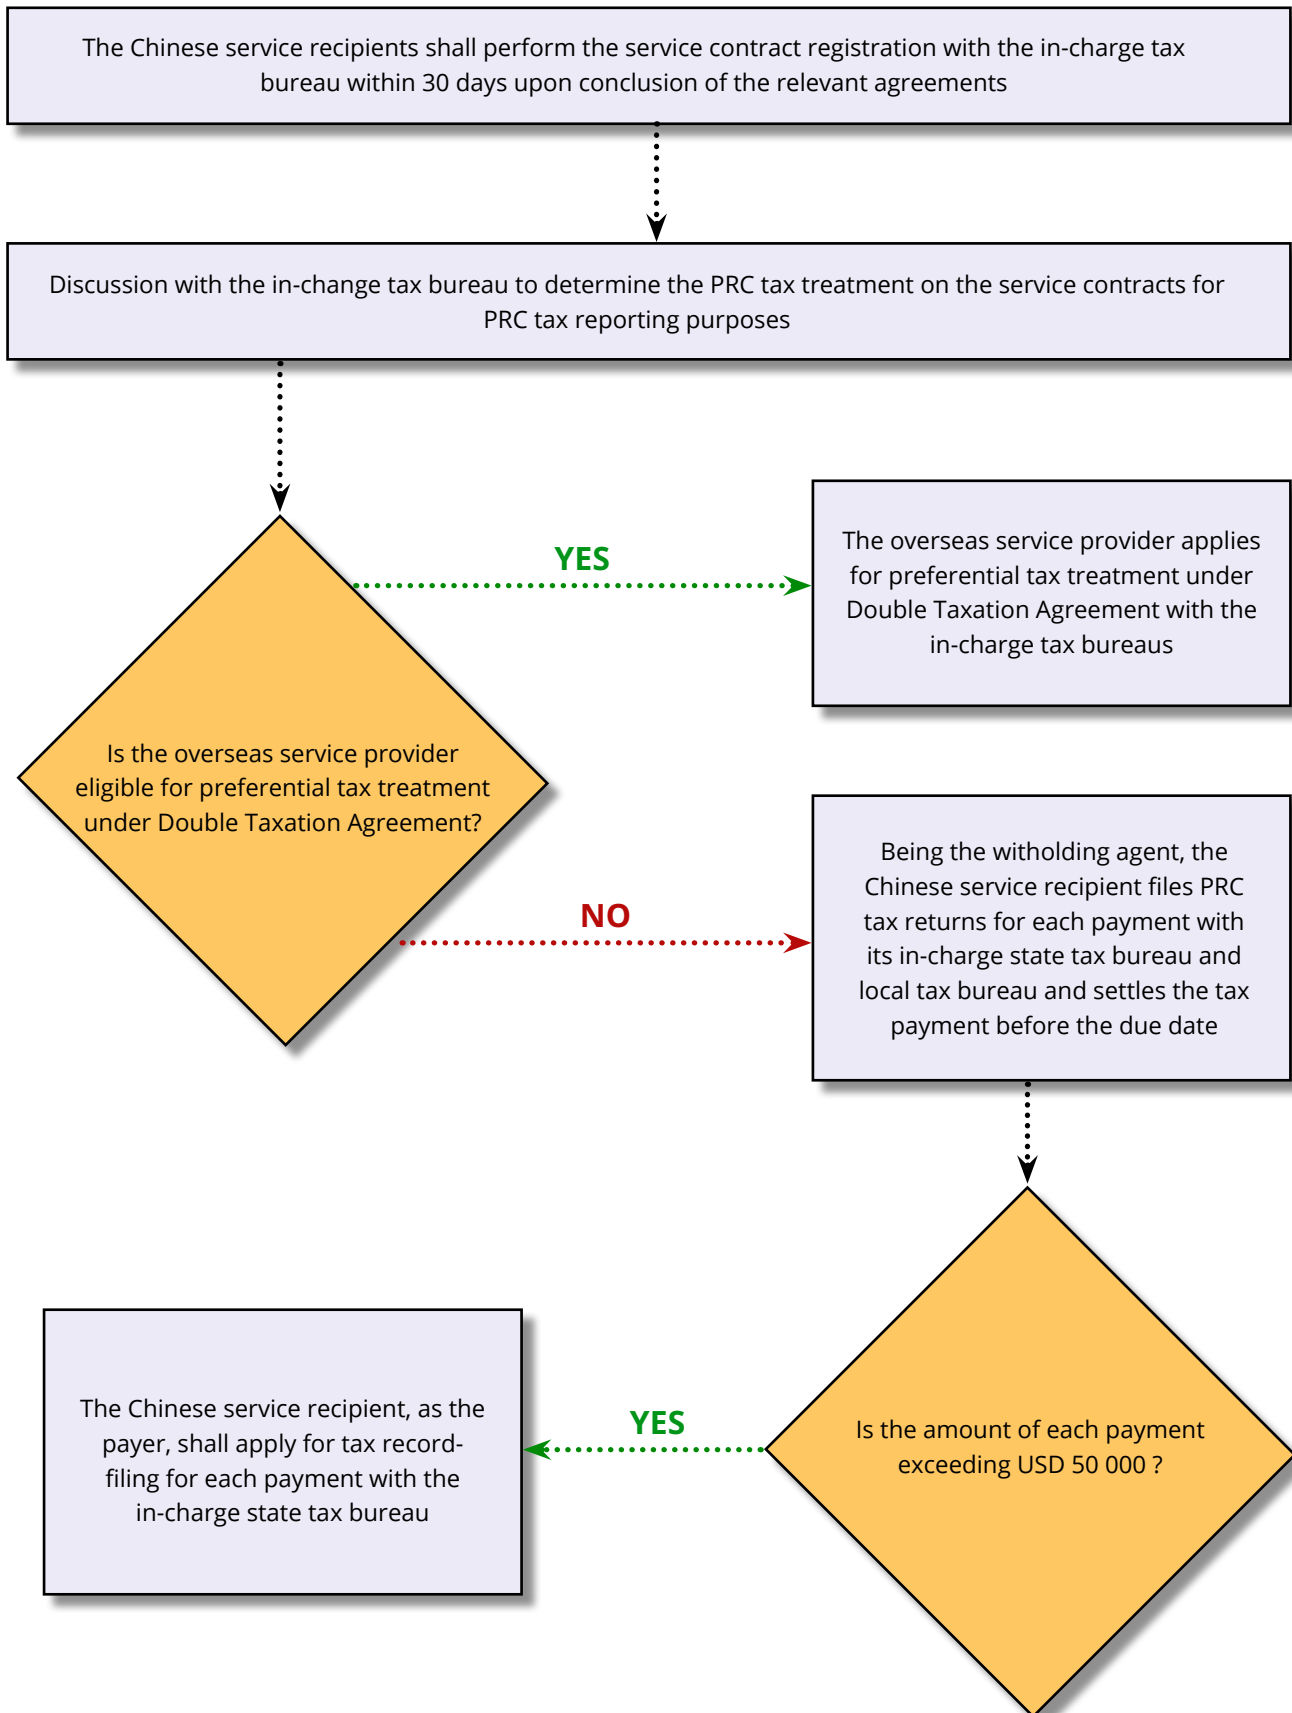 The Chinese service recipients shall perform the service contract registration with the in-charge tax
bureau within 30 days upon conclusion of the relevant agreements
Discussion with the in-change tax bureau to determine the PRC tax treatment on the service contracts for
PRC tax reporting purposes
YES
The overseas service provider applies
for preferential tax treatment under
Double Taxation Agreement with the
in-charge tax bureaus
Is the overseas service provider
eligible for preferential tax treatment
under Double Taxation Agreement?
NO
Being the witholding agent, the
Chinese service recipient files PRC
tax returns for each payment with
its in-charge state tax bureau and
local tax bureau and settles the tax
payment before the due date
Is the amount of each payment
exceeding USD 50 000 ?
YES
The Chinese service recipient, as the
payer, shall apply for tax record-
filing for each payment with the
in-charge state tax bureau